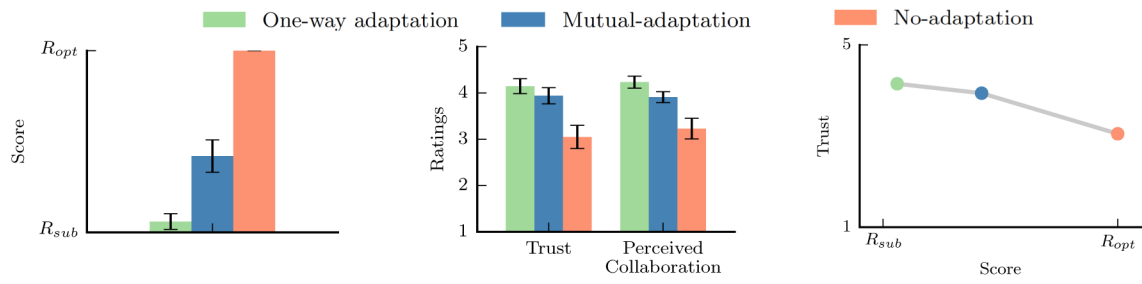 One-way adaptation
Mutual-adaptation
No-adaptation
R_opt
R_sub
Score
5
4
3
2
1
Ratings
Trust
Perceived
Collaboration
5
1
Trust
R_sub
R_opt
Score